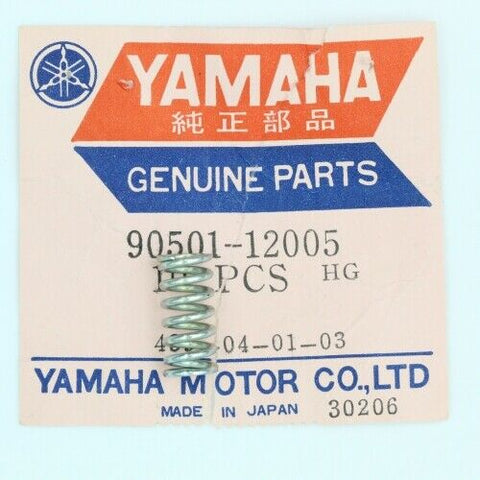 YAMAHA
純正部品
GENUINE PARTS
90501-12005
PCS HG
04-01-03
YAMAHA MOTOR CO.,LTD
MADE IN JAPAN 30206